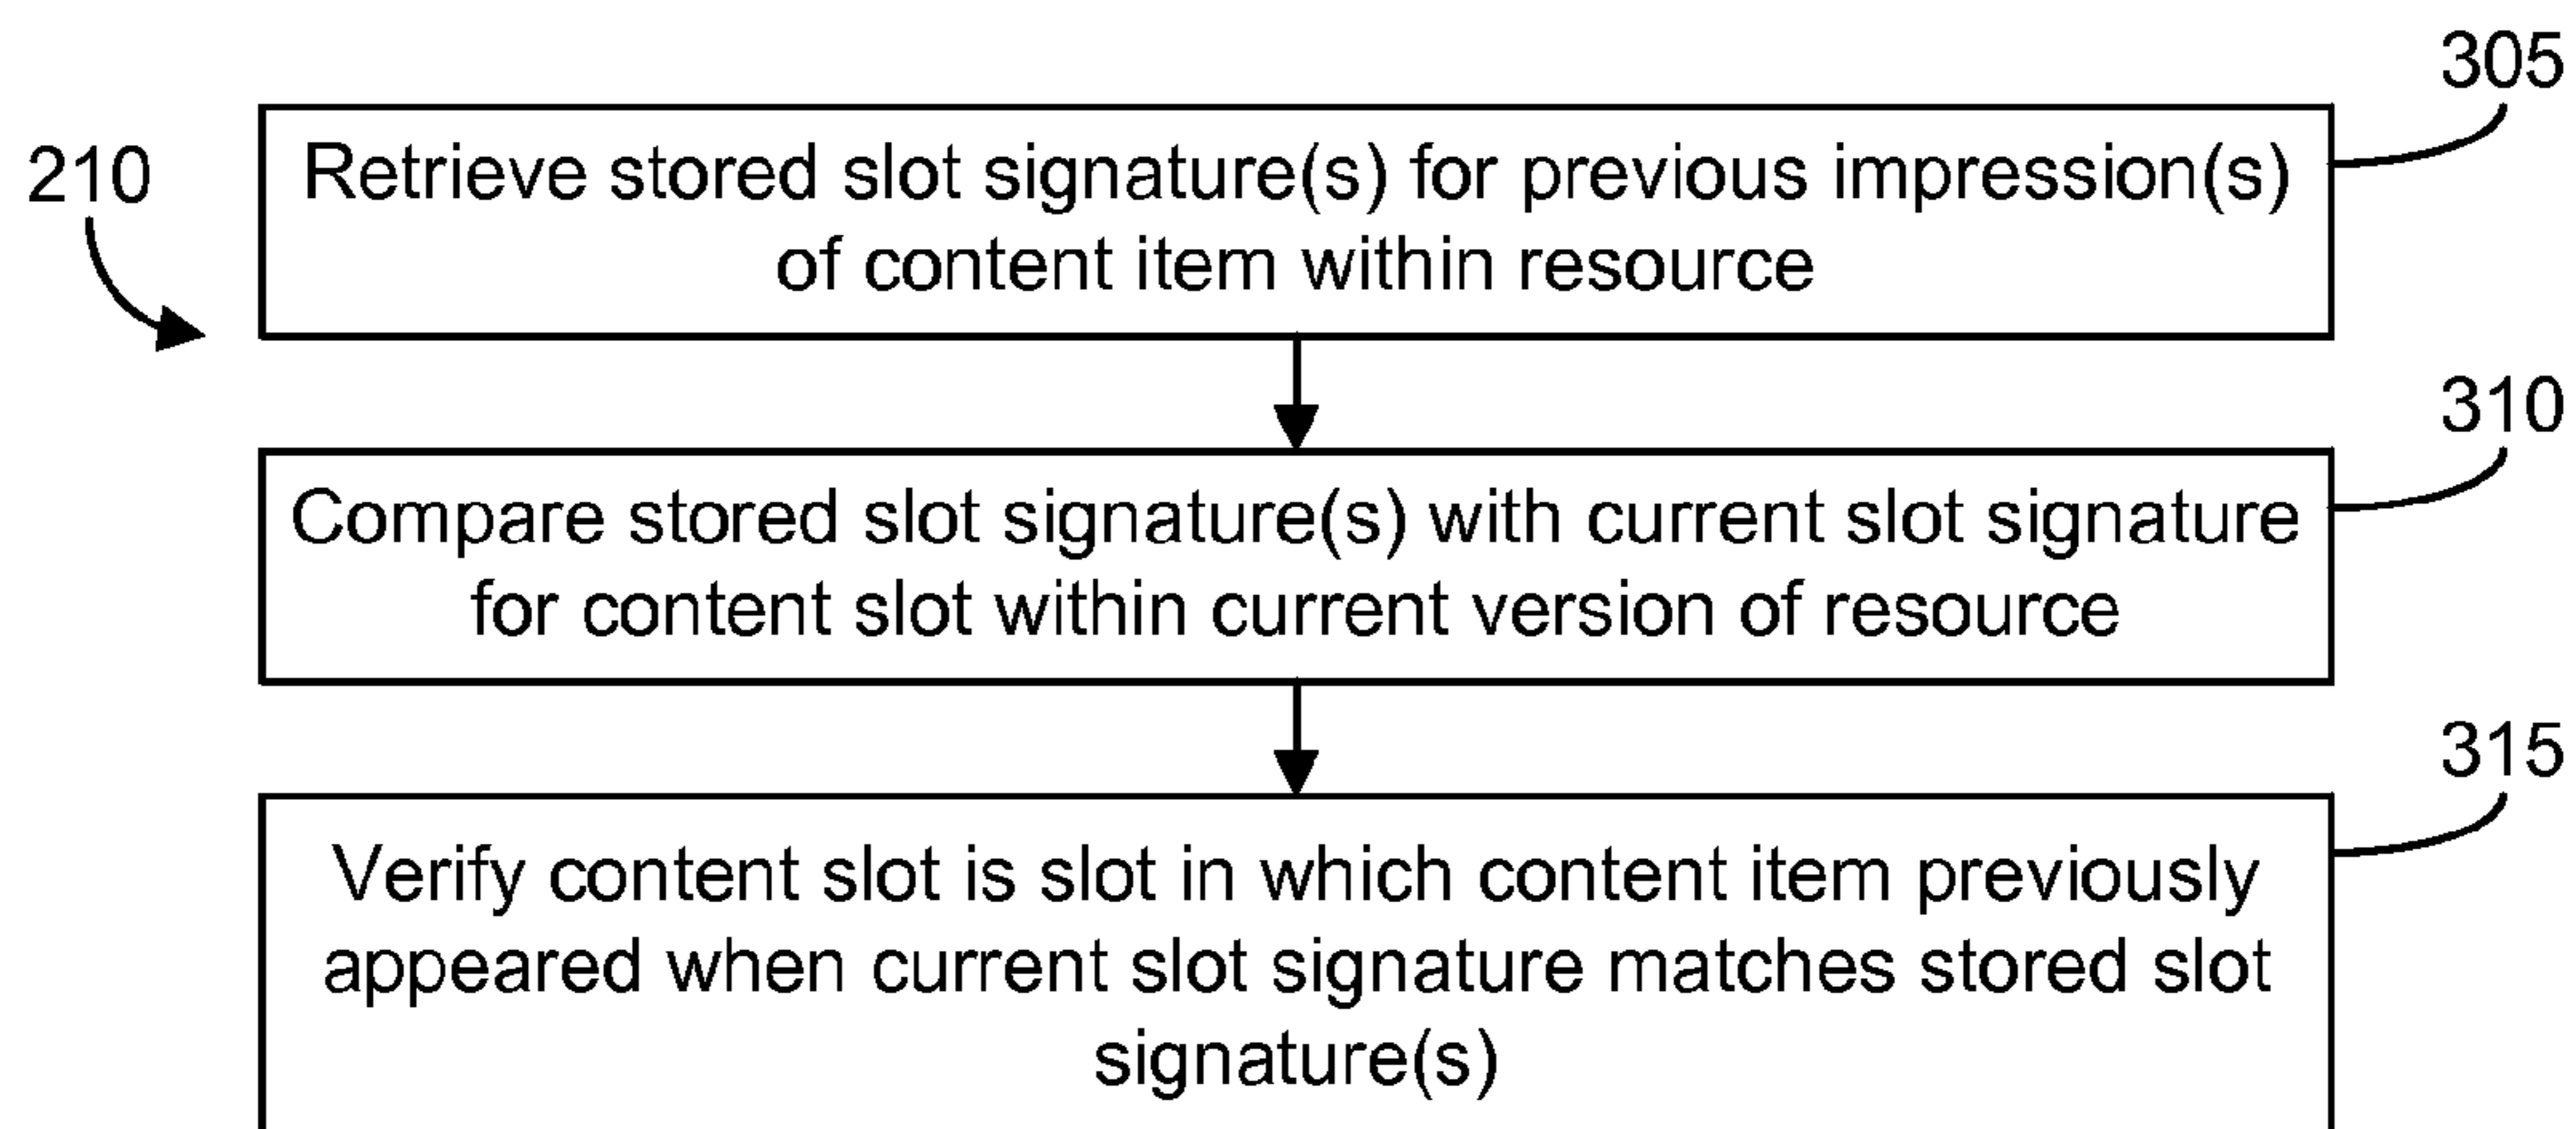 305
210
Retrieve stored slot signature(s) for previous impression(s)
of content item within resource
310
Compare stored slot signature(s) with current slot signature
for content slot within current version of resource
315
Verify content slot is slot in which content item previously
appeared when current slot signature matches stored slot
signature(s)